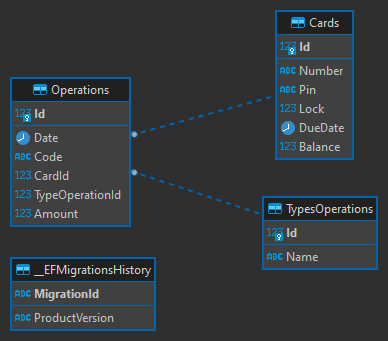 Cards
123 Id
ABC Number
ABC Pin
123 Lock
DueDate
123 Balance
Operations
123 Id
Date
ABC Code
123 CardId
123 TypeOperationId
123 Amount
TypesOperations
123 Id
ABC Name
__EFMigrationsHistory
ABC MigrationId
ABC ProductVersion